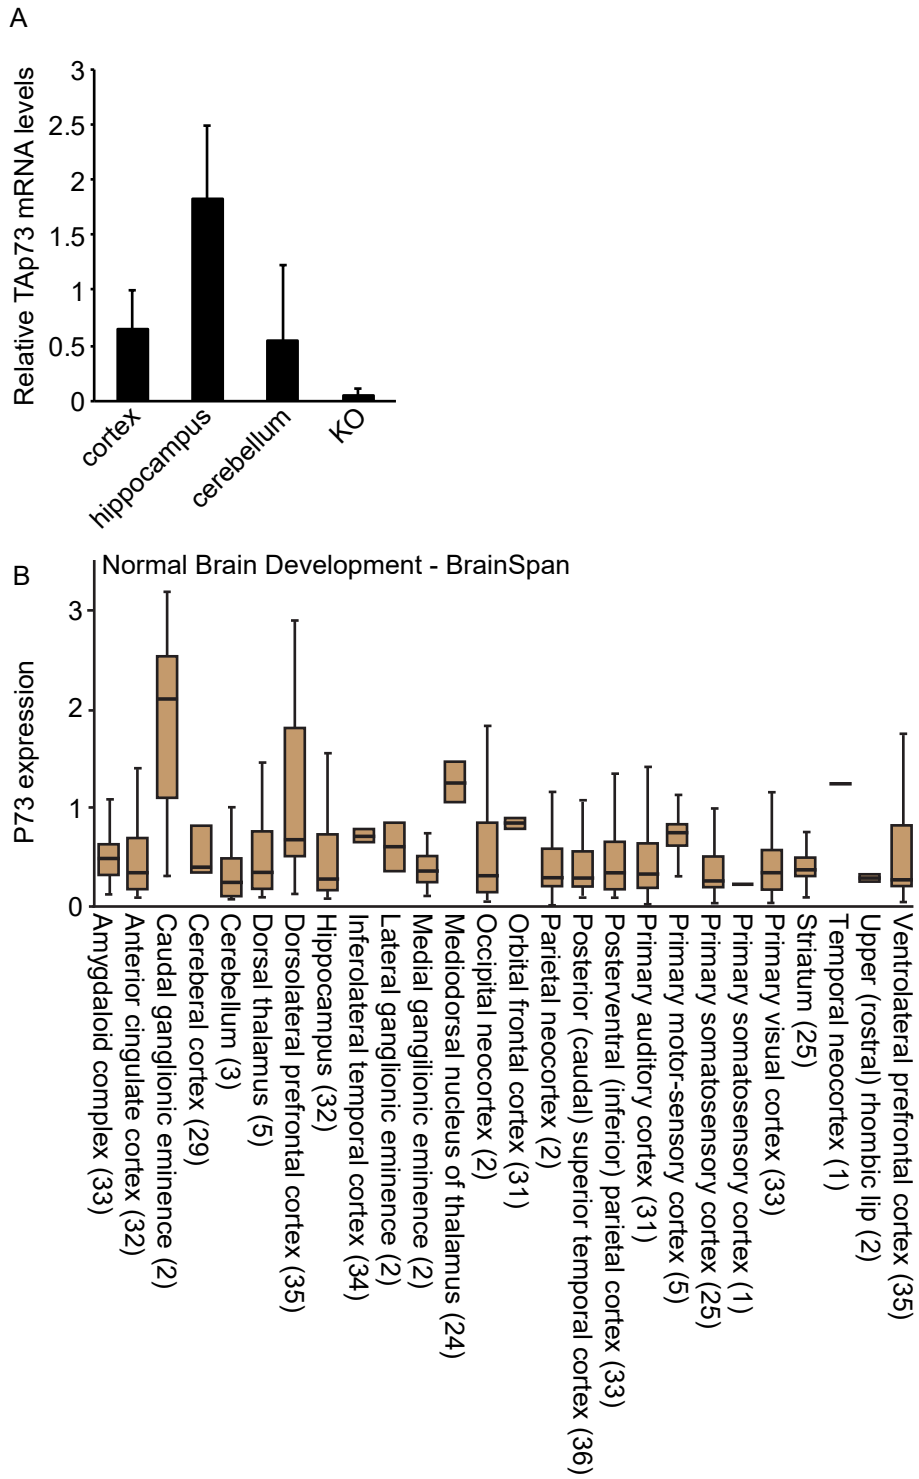 A
Relative TAp73 mRNA levels
3
2.5
2
1.5
1
0.5
0
cortex
hippocampus
cerebellum
KO
B
Normal Brain Development - BrainSpan
P73 expression
3
2
1
0
Amygdaloid complex (33)
Anterior cingulate cortex (32)
Caudal ganglionic eminence (2)
Cerebral cortex (29)
Cerebellum (3)
Dorsal thalamus (5)
Dorsolateral prefrontal cortex (35)
Hippocampus (32)
Inferolateral temporal cortex (34)
Lateral ganglionic eminence (2)
Medial gangilionic eminence (2)
Mediodorsal nucleus of thalamus (24)
Occipital neocortex (2)
Orbital frontal cortex (31)
Parietal neocortex (2)
Posterior (caudal) superior temporal cortex (36)
Posterventral (inferior) parietal cortex (33)
Primary auditory cortex (31)
Primary motor-sensory cortex (5)
Primary somatosensory cortex (25)
Primary somatosensory cortex (1)
Primary visual cortex (33)
Striatum (25)
Temporal neocortex (1)
Upper (rostral) rhombic lip (2)
Ventrolateral prefrontal cortex (35)